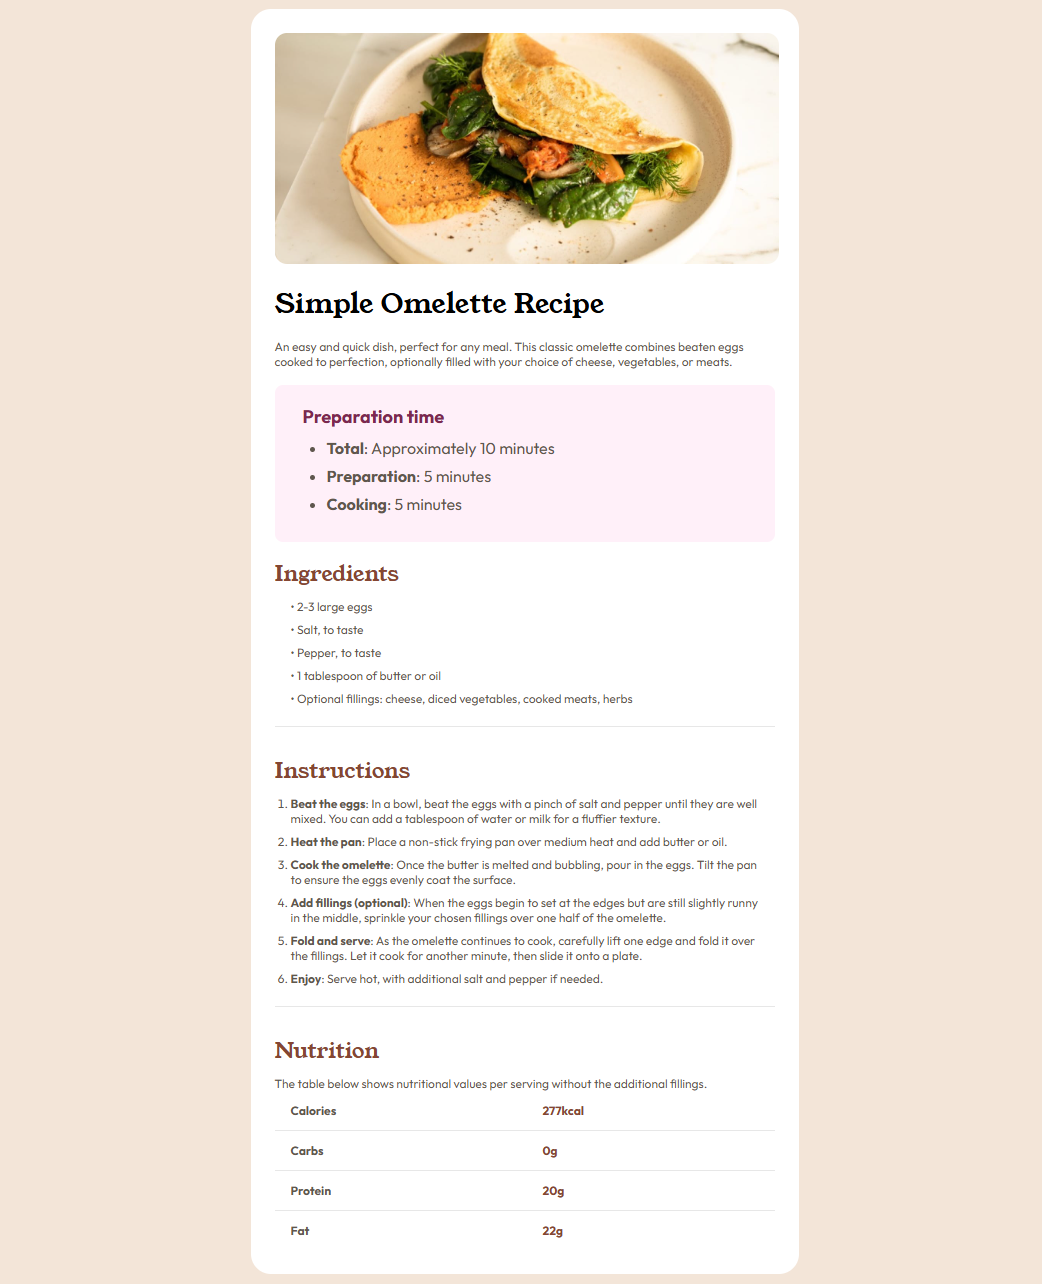 Simple Omelette Recipe
An easy and quick dish, perfect for any meal. This classic omelette combines beaten eggs
cooked to perfection, optionally filled with your choice of cheese, vegetables, or meats.
Preparation time
• Total: Approximately 10 minutes
• Preparation: 5 minutes
• Cooking: 5 minutes
Ingredients
• 2-3 large eggs
• Salt, to taste
• Pepper, to taste
• 1 tablespoon of butter or oil
• Optional fillings: cheese, diced vegetables, cooked meats, herbs
Instructions
1. Beat the eggs: In a bowl, beat the eggs with a pinch of salt and pepper until they are well
mixed. You can add a tablespoon of water or milk for a fluffier texture.
2. Heat the pan: Place a non-stick frying pan over medium heat and add butter or oil.
3. Cook the omelette: Once the butter is melted and bubbling, pour in the eggs. Tilt the pan
to ensure the eggs evenly coat the surface.
4. Add fillings (optional): When the eggs begin to set at the edges but are still slightly runny
in the middle, sprinkle your chosen fillings over one half of the omelette.
5. Fold and serve: As the omelette continues to cook, carefully lift one edge and fold it over
the fillings. Let it cook for another minute, then slide it onto a plate.
6. Enjoy: Serve hot, with additional salt and pepper if needed.
Nutrition
The table below shows nutritional values per serving without the additional fillings.
Calories 277kcal
Carbs 0g
Protein 20g
Fat 22g